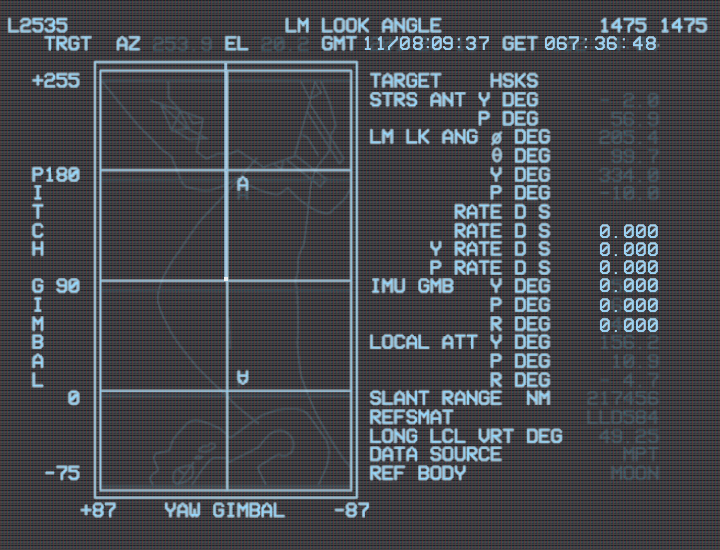 L2535 LM LOOK ANGLE 1475 1475
TRGT AZ 253.9 EL 20.2 GMT 11/08:09:37 GET 067:36:48
+255 TARGET HSKS
STRS ANT Y DEG - 2.0
P DEG 56.9
LM LK ANG ø DEG 205.4
θ DEG 99.7
P180 Y DEG 334.0
I P DEG -10.0
T RATE D S
C RATE D S 0.000
H Y RATE D S 0.000
P RATE D S 0.000
G 90 IMU GMB Y DEG 0.000
I P DEG 0.000
M R DEG 0.000
B LOCAL ATT Y DEG 156.2
A P DEG 10.9
L R DEG - 4.7
0 SLANT RANGE NM 217456
REFSMAT LLD584
LONG LCL VRT DEG 49.25
DATA SOURCE MPT
-75 REF BODY MOON
+87 YAW GIMBAL -87
A